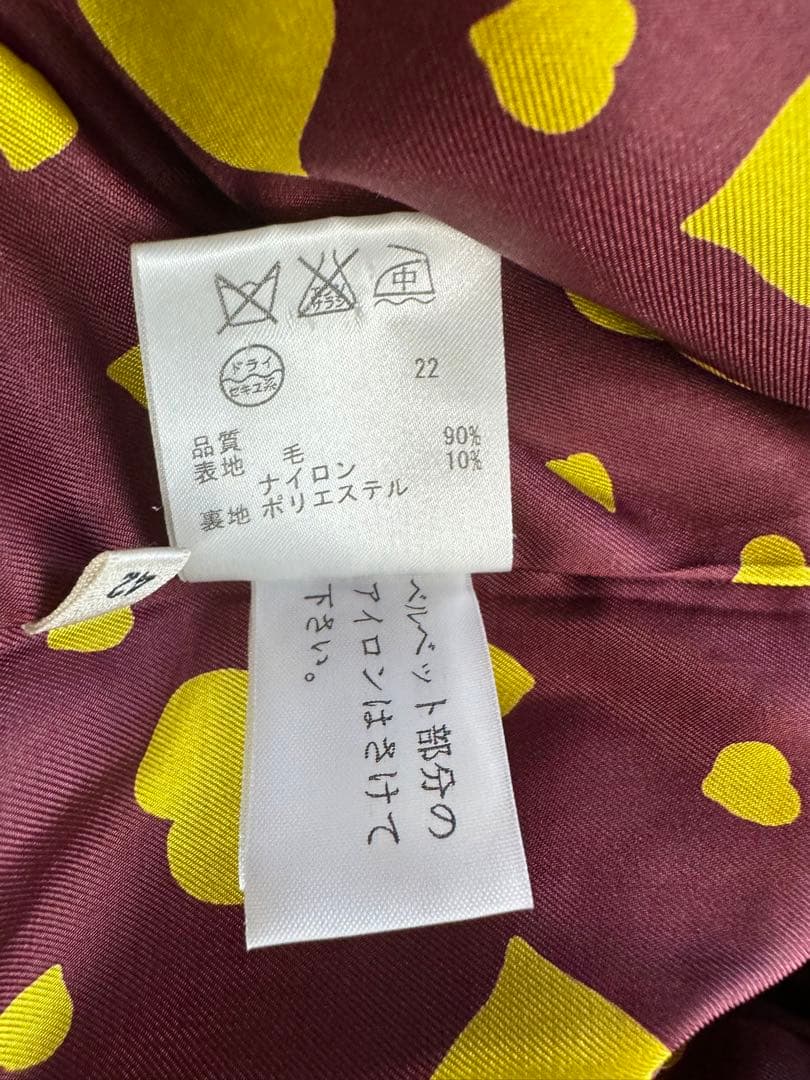 中
ドライ
セキユ系
22
品質
表地 毛 90%
ナイロン 10%
裏地 ポリエステル
42
ベルベット部分の
アイロンはさけて
下さい。